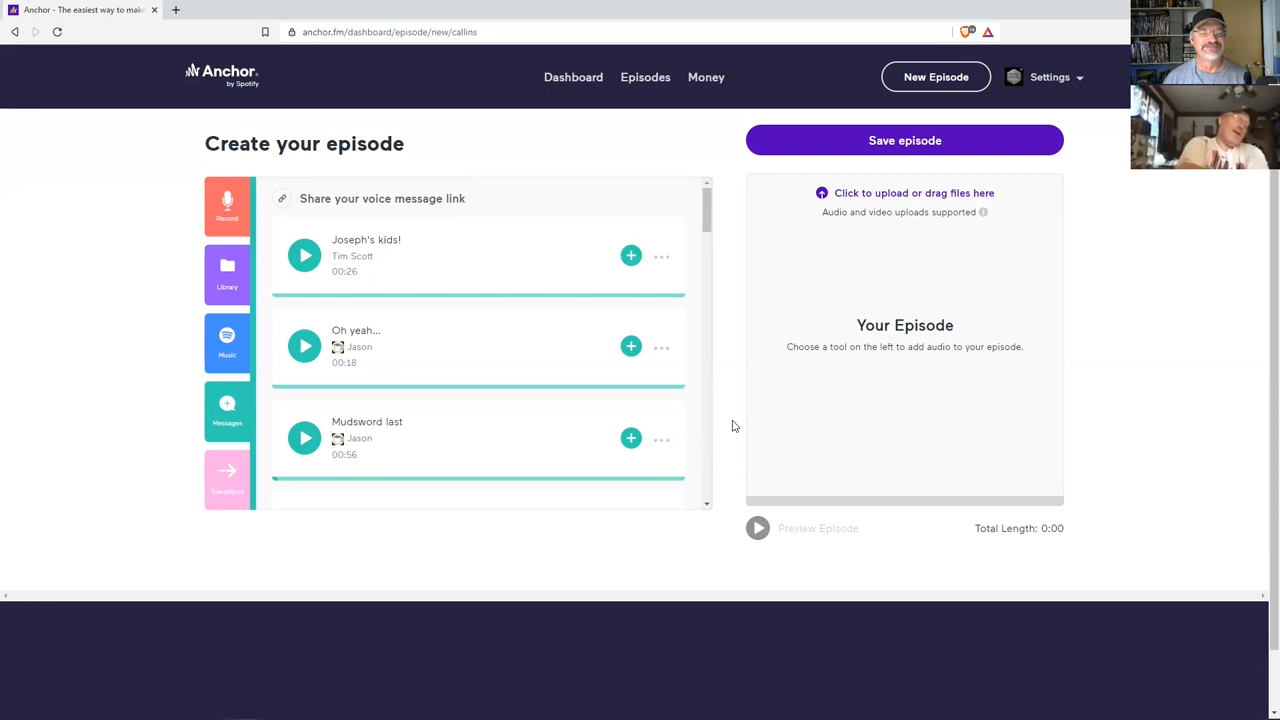 Anchor - The easiest way to make
anchor.fm/dashboard/episode/new/callins
Anchor
by Spotify
Dashboard
Episodes
Money
New Episode
Settings
Create your episode
Save episode
Record
Library
Music
Messages
Transitions
Share your voice message link
Joseph's kids!
Tim Scott
00:26
Oh yeah...
Jason
00:18
Mudsword last
Jason
00:56
Click to upload or drag files here
Audio and video uploads supported
Your Episode
Choose a tool on the left to add audio to your episode.
Preview Episode
Total Length: 0:00